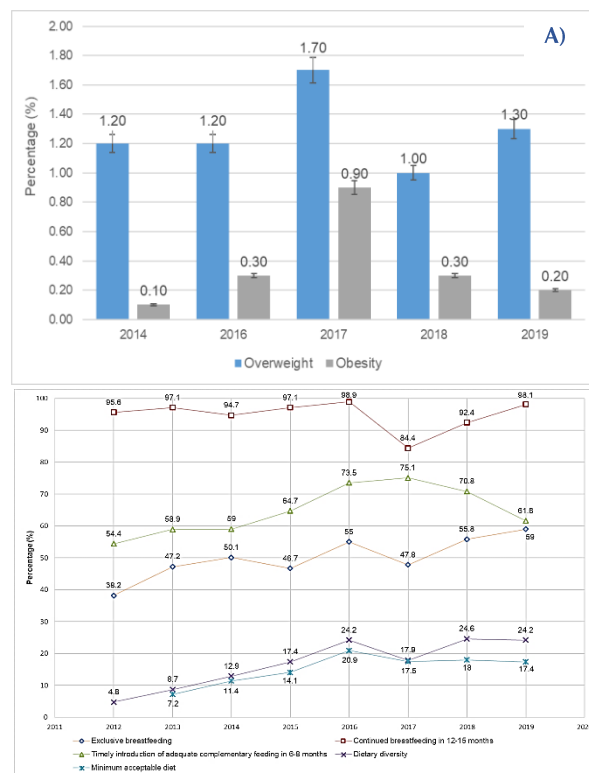 A)
Percentage (%)
2.00
1.80
1.60
1.40
1.20
1.00
0.80
0.60
0.40
0.20
0.00
1.20
0.10
1.20
0.30
1.70
0.90
1.00
0.30
1.30
0.20
2014 2016 2017 2018 2019
Overweight Obesity
Percentage (%)
100
90
80
70
60
50
40
30
20
10
0
95.6 97.1 94.7 97.1 98.9 84.4 92.4 98.1
54.4 58.9 59 64.7 73.5 75.1 70.8 61.8
38.2 47.2 50.1 46.7 55 47.8 55.8 59
4.8 8.7 12.9 17.4 24.2 17.9 24.6 24.2
7.2 11.4 14.1 20.9 17.5 18 17.4
2011 2012 2013 2014 2015 2016 2017 2018 2019 202
Exclusive breastfeeding Continued breastfeeding in 12-15 months
Timely introduction of adequate complementary feeding in 6-8 months Dietary diversity
Minimum acceptable diet